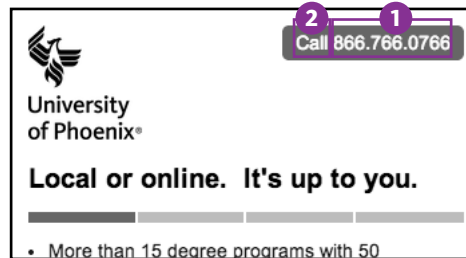 2 1
Call 866.766.0766
University
of Phoenix®
Local or online. It's up to you.
• More than 15 degree programs with 50